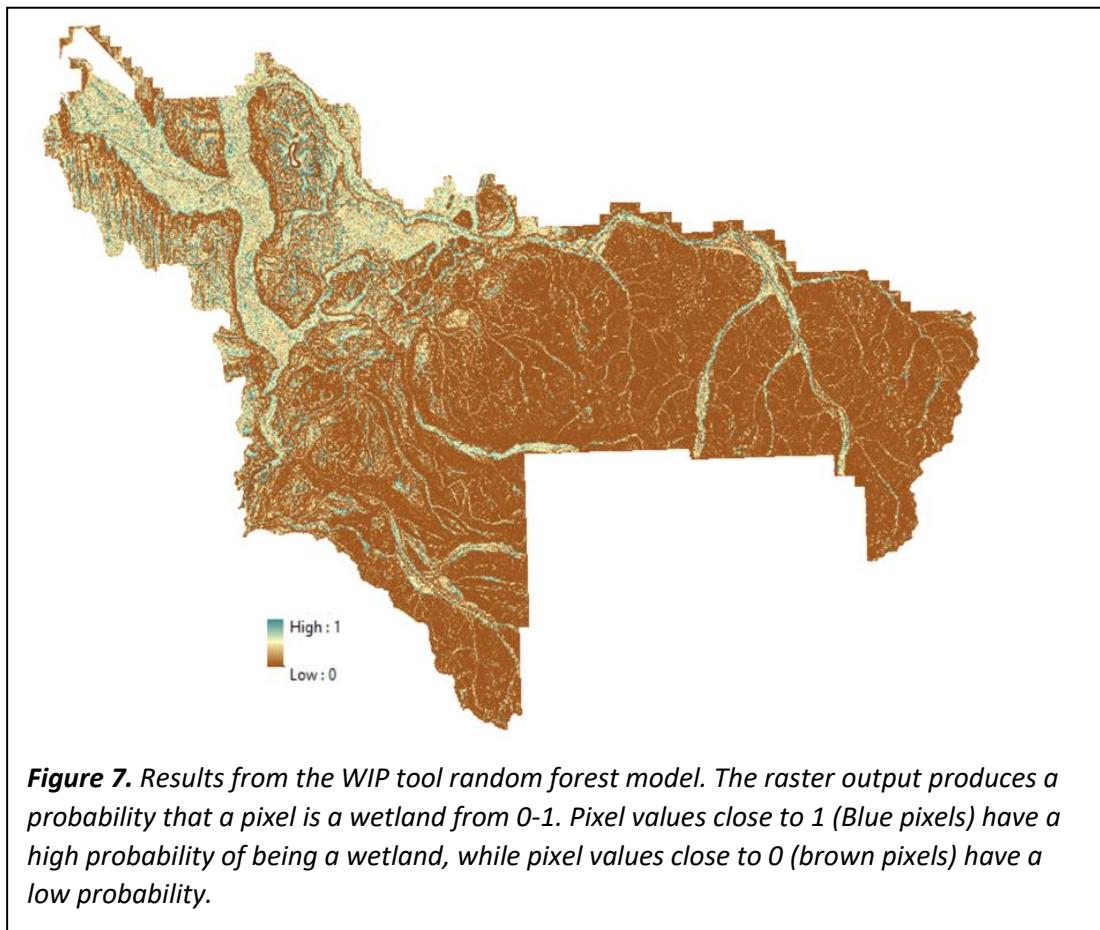 High : 1
Low : 0
Figure 7. Results from the WIP tool random forest model. The raster output produces a
probability that a pixel is a wetland from 0-1. Pixel values close to 1 (Blue pixels) have a
high probability of being a wetland, while pixel values close to 0 (brown pixels) have a
low probability.